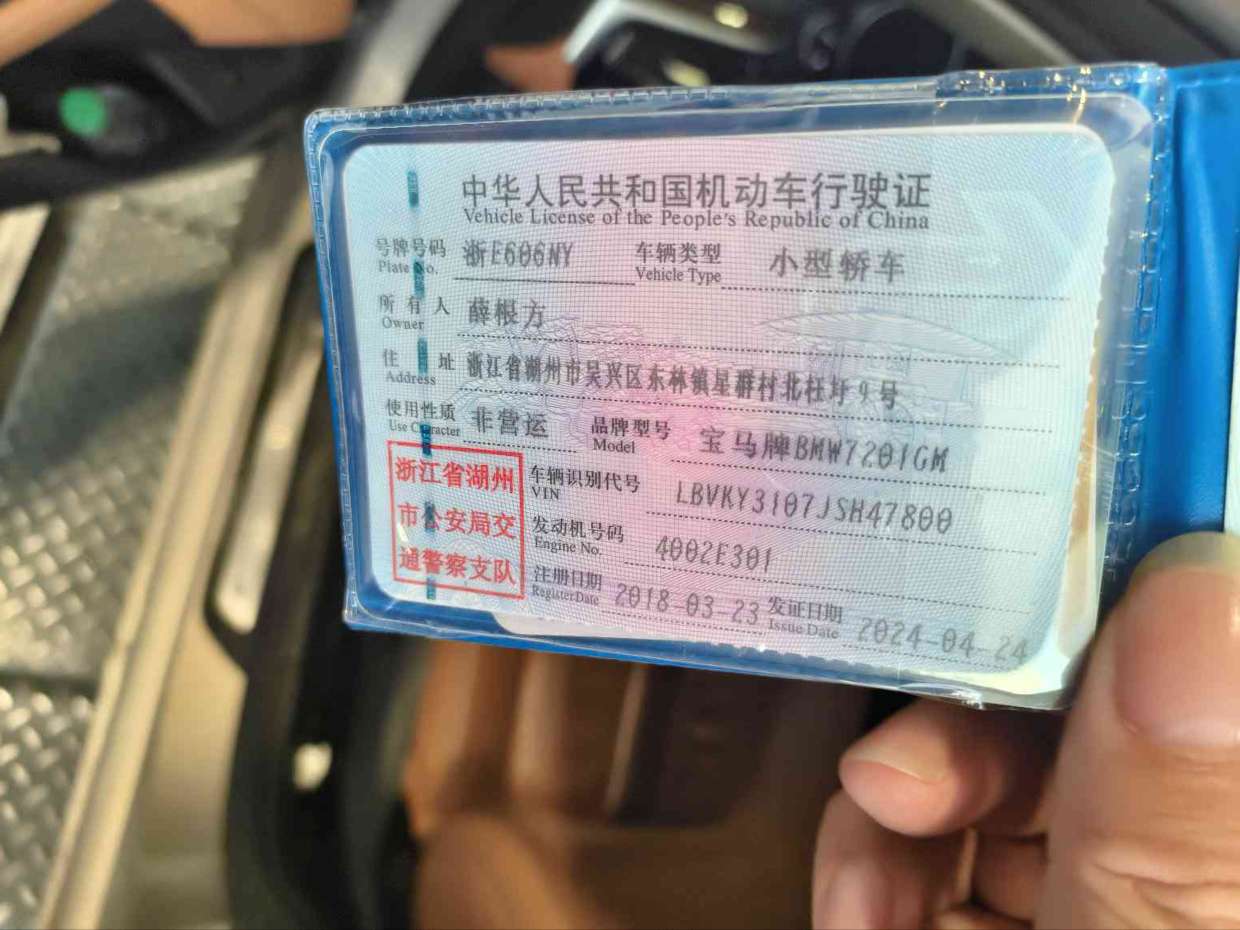 中华人民共和国机动车行驶证
Vehicle License of the People's Republic of China
号牌号码 浙E606NY 车辆类型 小型轿车
Plate No. Vehicle Type
所有人 薛根方
Owner
住址 浙江省湖州市吴兴区东林镇星群村北枉圩9号
Address
使用性质 非营运 品牌型号 宝马牌BMW7201GM
Use Character Model
浙江省湖州
市公安局交
通警察支队
车辆识别代号 LBVKY3107JSH47800
VIN
发动机号码 4002E301
Engine No.
注册日期 2018-03-23 发证日期 2024-04-24
Register Date Issue Date